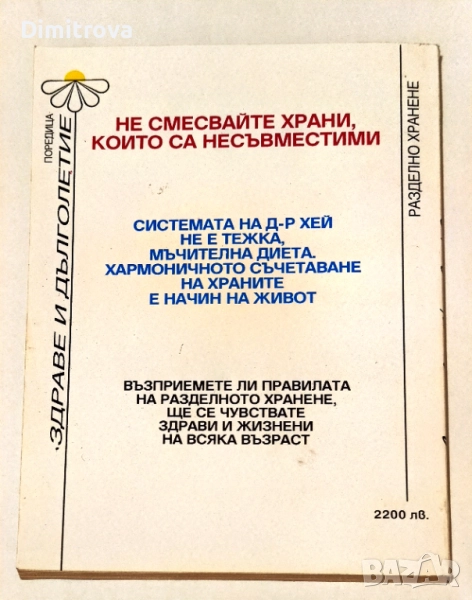 Dimitrova
ПОРЕДИЦА
·ЗДРАВЕ И ДЪЛГОЛЕТИЕ
НЕ СМЕСВАЙТЕ ХРАНИ,
КОИТО СА НЕСЪВМЕСТИМИ
РАЗДЕЛНО ХРАНЕНЕ
СИСТЕМАТА НА Д-Р ХЕЙ
НЕ Е ТЕЖКА,
МЪЧИТЕЛНА ДИЕТА.
ХАРМОНИЧНОТО СЪЧЕТАВАНЕ
НА ХРАНИТЕ
Е НАЧИН НА ЖИВОТ
ВЪЗПРИЕМЕТЕ ЛИ ПРАВИЛАТА
НА РАЗДЕЛНОТО ХРАНЕНЕ,
ЩЕ СЕ ЧУВСТВАТЕ
ЗДРАВИ И ЖИЗНЕНИ
НА ВСЯКА ВЪЗРАСТ
2200 лв.
BAZAR